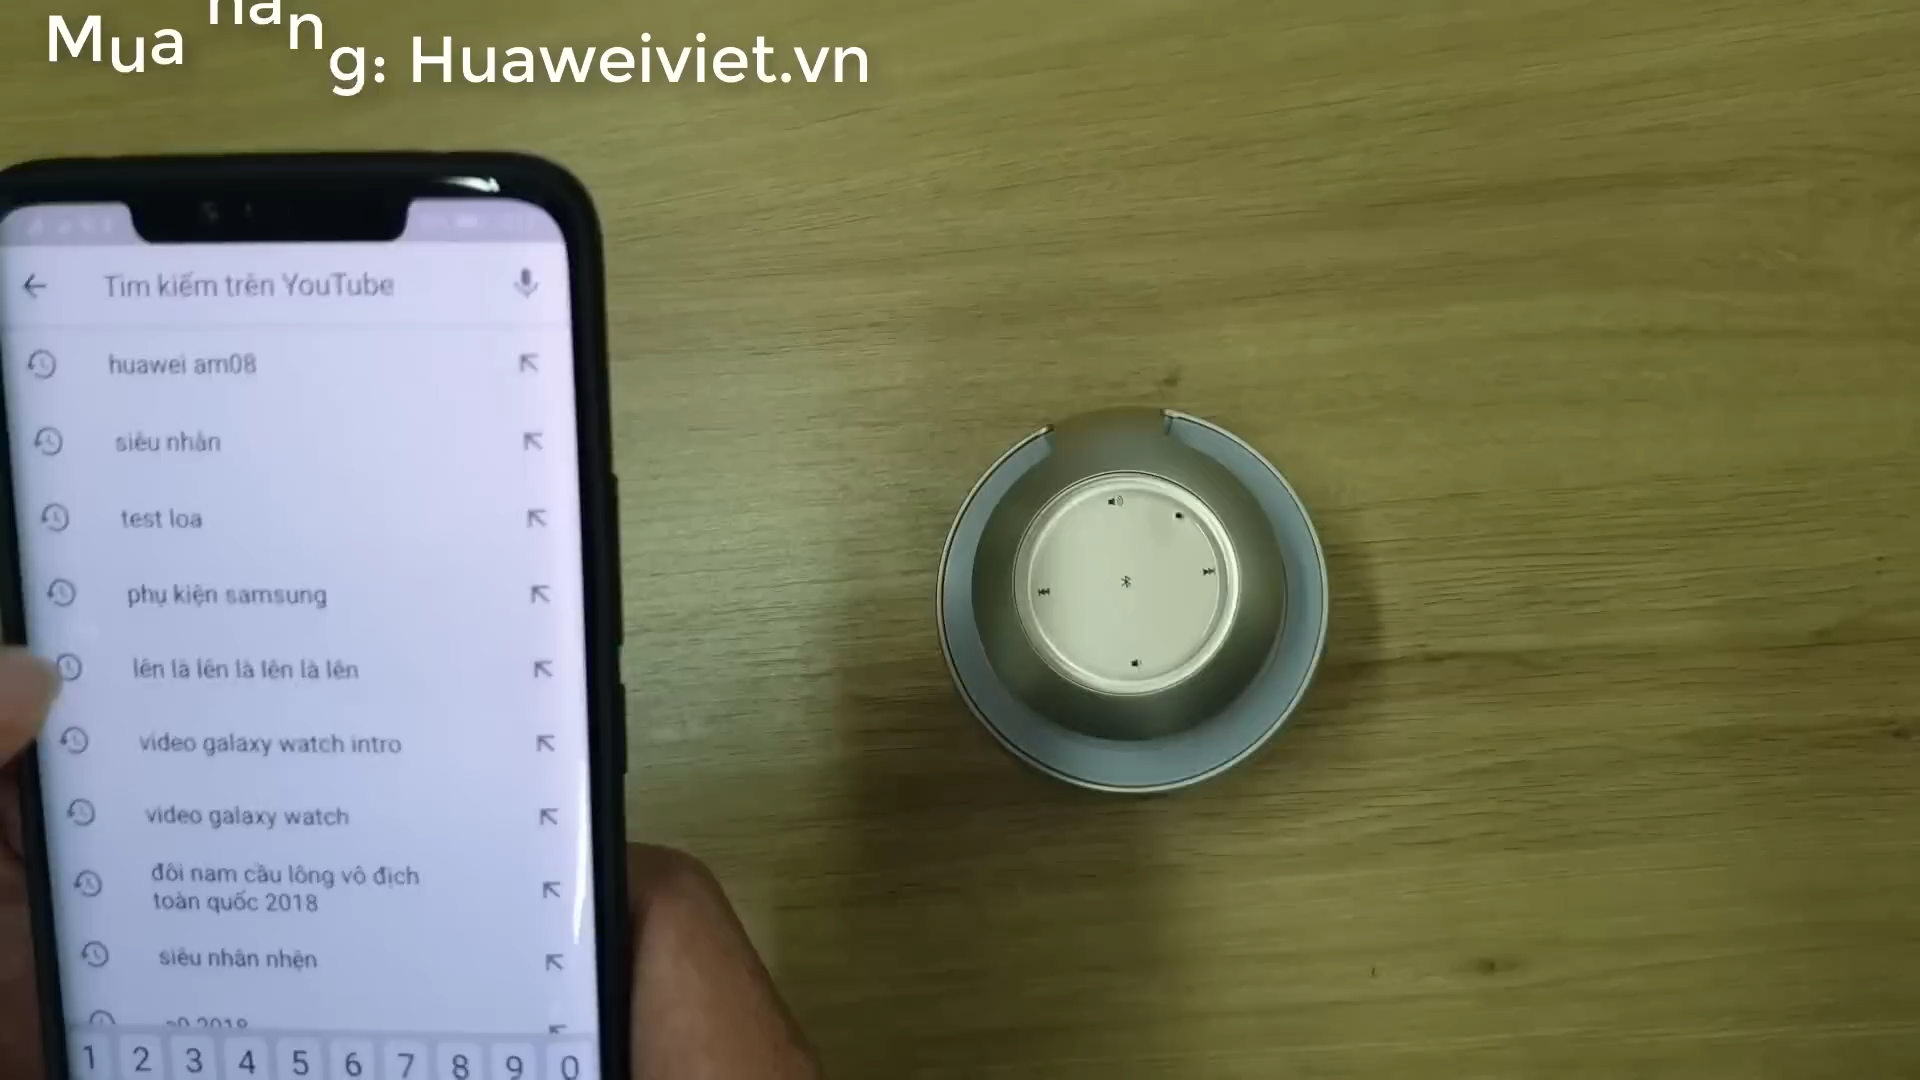 Mua hàng: Huaweiviet.vn
Tìm kiếm trên YouTube
huawei am08
siêu nhân
test loa
phụ kiện samsung
lên là lên là lên là lên
video galaxy watch intro
video galaxy watch
đôi nam cầu lông vô địch
toàn quốc 2018
siêu nhân nhện
2018
1 2 3 4 5 6 7 8 9 0